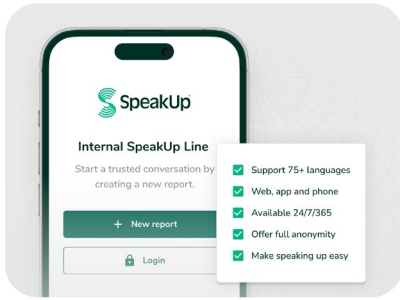 SpeakUp
Internal SpeakUp Line
Start a trusted conversation by
creating a new report.
+ New report
Login
Support 75+ languages
Web, app and phone
Available 24/7/365
Offer full anonymity
Make speaking up easy